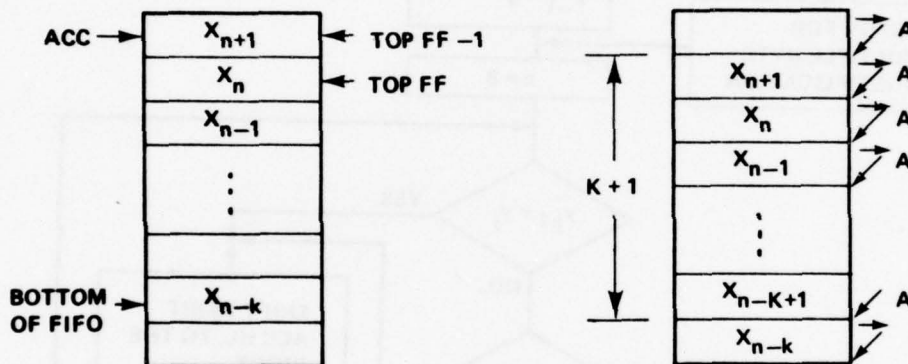 ACC
X_{n+1}
TOP FF -1
X_n
TOP FF
X_{n-1}
BOTTOM
OF FIFO
X_{n-k}
K + 1
A
X_{n+1}
A
X_n
A
X_{n-1}
A
X_{n-K+1}
A
X_{n-k}